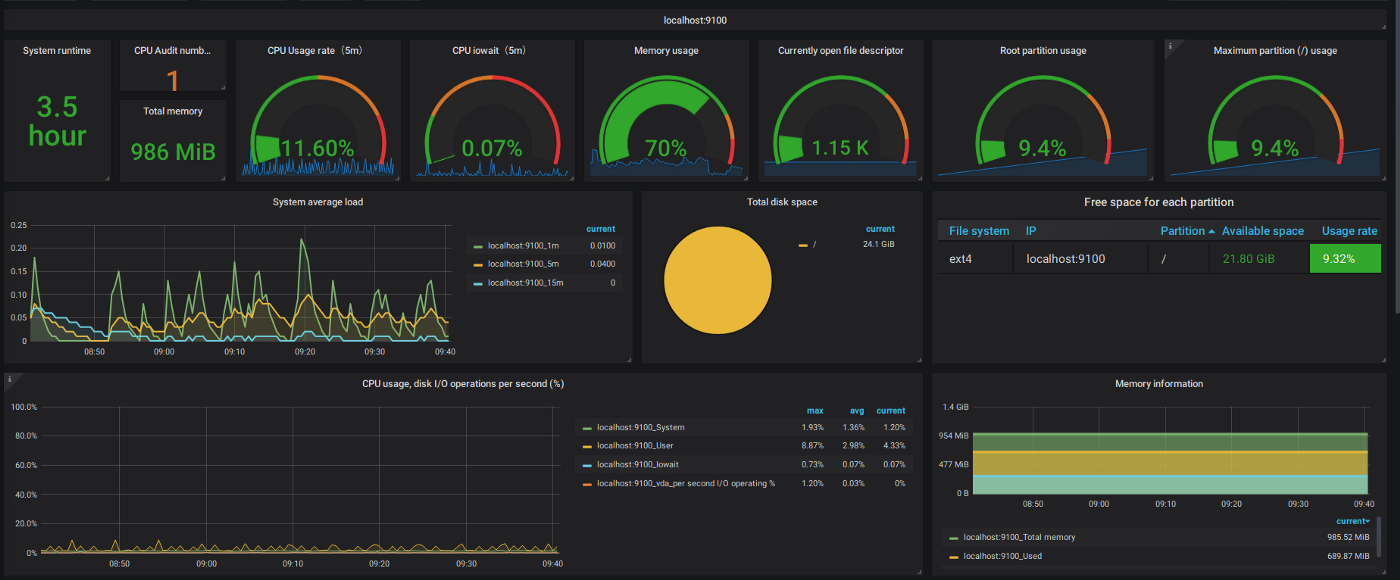 localhost:9100
System runtime
3.5
hour
CPU Audit numb...
1
Total memory
986 MiB
CPU Usage rate（5m）
11.60%
CPU iowait（5m）
0.07%
Memory usage
70%
Currently open file descriptor
1.15 K
Root partition usage
9.4%
i
Maximum partition (/) usage
9.4%
System average load
0.25
0.20
0.15
0.10
0.05
0
08:50 09:00 09:10 09:20 09:30 09:40
current
localhost:9100_1m 0.0100
localhost:9100_5m 0.0400
localhost:9100_15m 0
Total disk space
current
/ 24.1 GiB
Free space for each partition
File system IP Partition Available space Usage rate
ext4 localhost:9100 / 21.80 GiB 9.32%
i
CPU usage, disk I/O operations per second (%)
100.0%
80.0%
60.0%
40.0%
20.0%
0%
08:50 09:00 09:10 09:20 09:30 09:40
max avg current
localhost:9100_System 1.93% 1.36% 1.20%
localhost:9100_User 8.87% 2.98% 4.33%
localhost:9100_Iowait 0.73% 0.07% 0.07%
localhost:9100_vda_per second I/O operating % 1.20% 0.03% 0%
Memory information
1.4 GiB
954 MiB
477 MiB
0 B
08:50 09:00 09:10 09:20 09:30 09:40
current
localhost:9100_Total memory 985.52 MiB
localhost:9100_Used 689.87 MiB